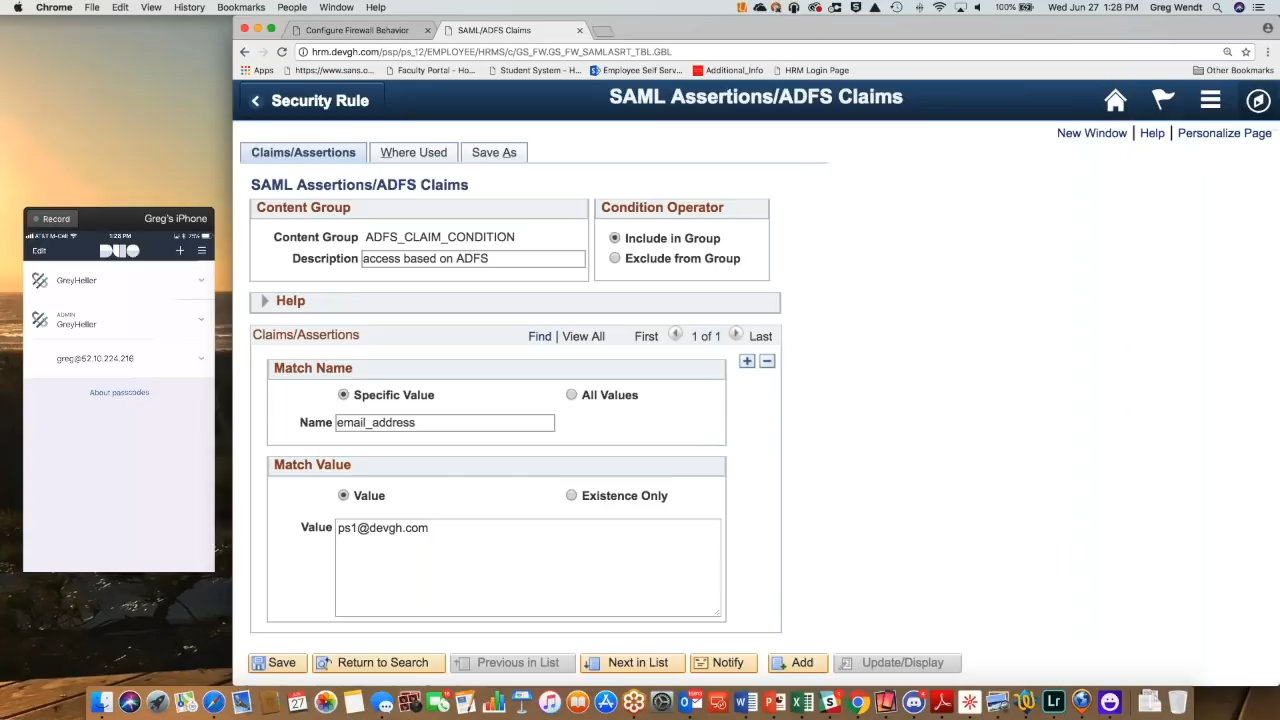 Chrome File Edit View History Bookmarks People Window Help 100% Wed Jun 27 1:28 PM Greg Wendt
Configure Firewall Behavior SAML/ADFS Claims
hrm.devgh.com/psp/ps_12/EMPLOYEE/HRMS/c/GS_FW.GS_FW_SAMLASRT_TBL.GBL
Apps https://www.sans.o... Faculty Portal - Ho... Student System - H... Employee Self Serv... Additional_Info HRM Login Page Other Bookmarks
Security Rule SAML Assertions/ADFS Claims
New Window | Help | Personalize Page
Claims/Assertions Where Used Save As
SAML Assertions/ADFS Claims
Content Group
Content Group ADFS_CLAIM_CONDITION
Description access based on ADFS
Condition Operator
Include in Group
Exclude from Group
Help
Claims/Assertions Find | View All First 1 of 1 Last
Match Name
Specific Value All Values
Name email_address
Match Value
Value Existence Only
Value ps1@devgh.com
Save Return to Search Previous in List Next in List Notify Add Update/Display
Record Greg's iPhone
AT&T M-Cell 1:28 PM 75%
Edit DUO
GreyHeller
ADMIN
GreyHeller
greg@52.10.224.216
About passcodes
27
Lr